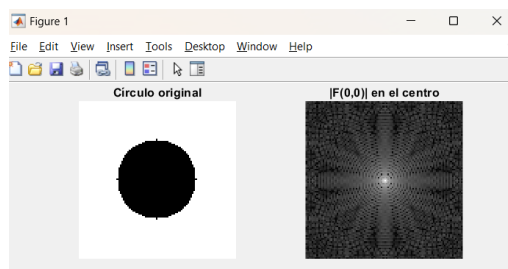 Figure 1
File Edit View Insert Tools Desktop Window Help
Círculo original
|F(0,0)| en el centro